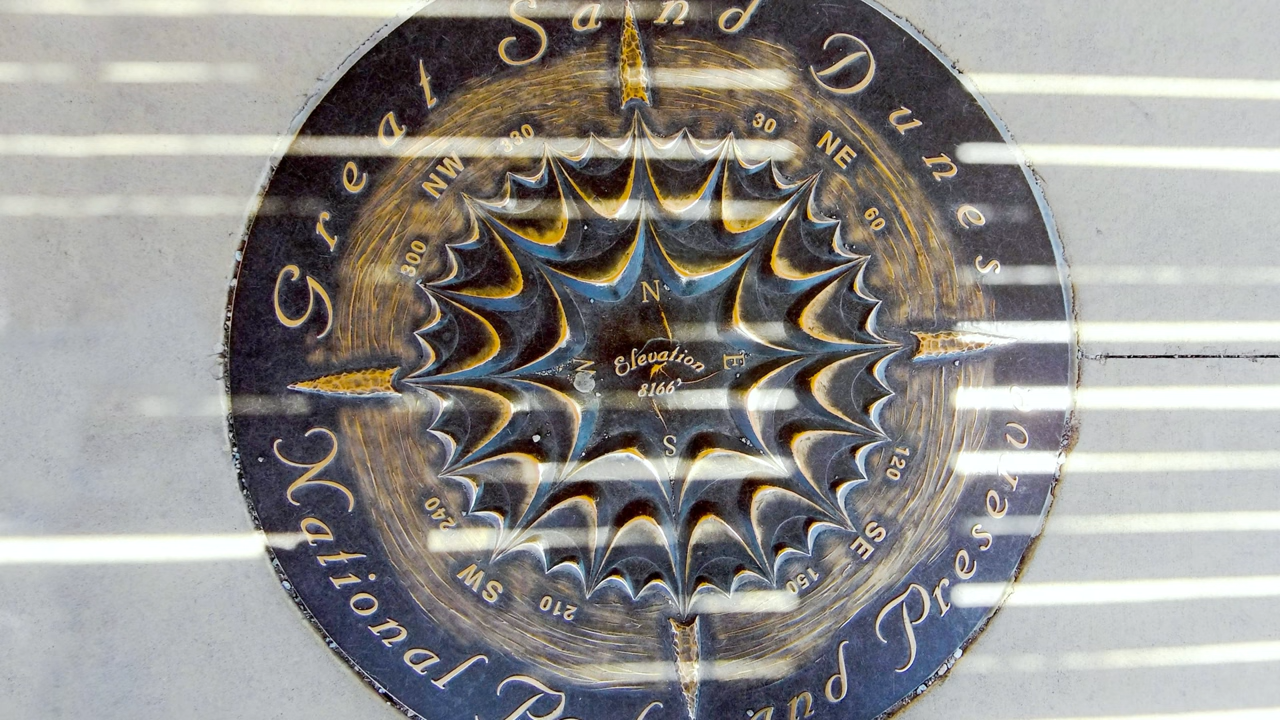 Great Sand Dunes
National Park and Preserve
N
NE
E
SE
S
SW
W
NW
30
60
120
150
210
240
300
330
Elevation
8166'